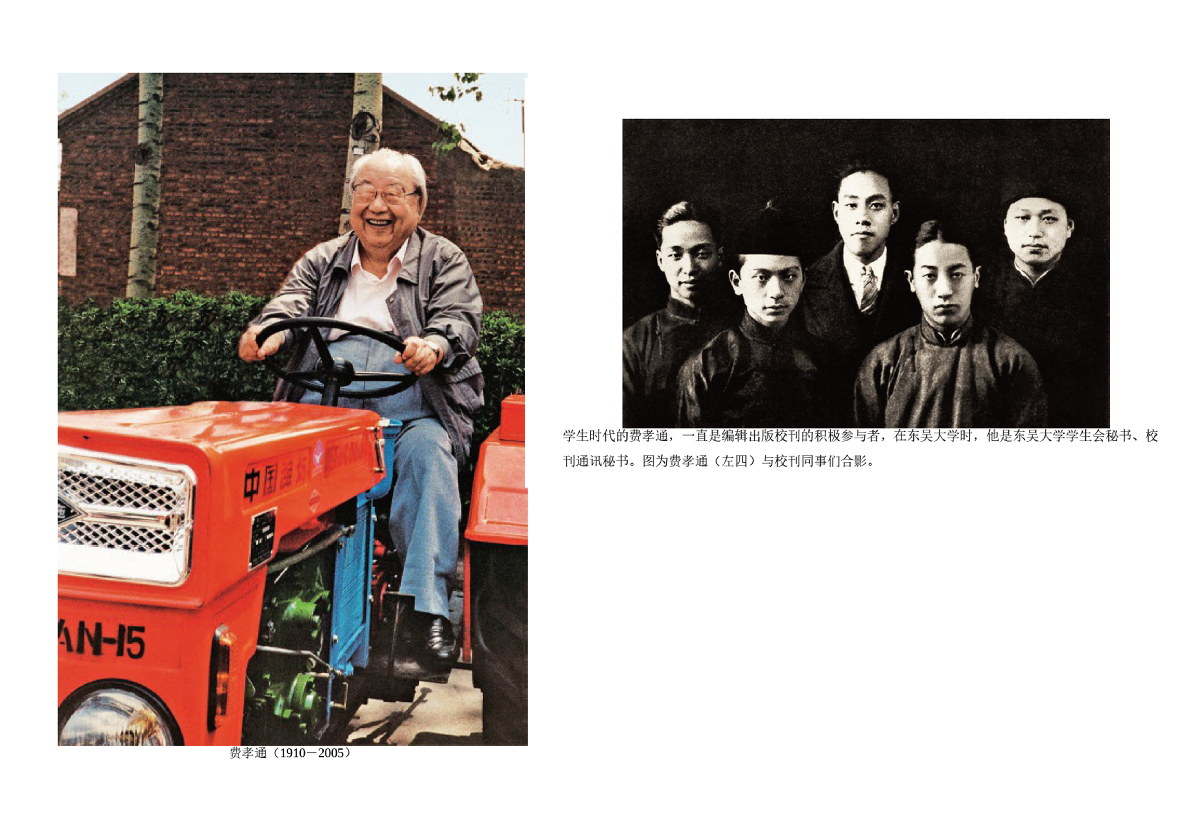 中国潍坊
AN-15
费孝通（1910－2005）
学生时代的费孝通，一直是编辑出版校刊的积极参与者，在东吴大学时，他是东吴大学学生会秘书、校
刊通讯秘书。图为费孝通（左四）与校刊同事们合影。